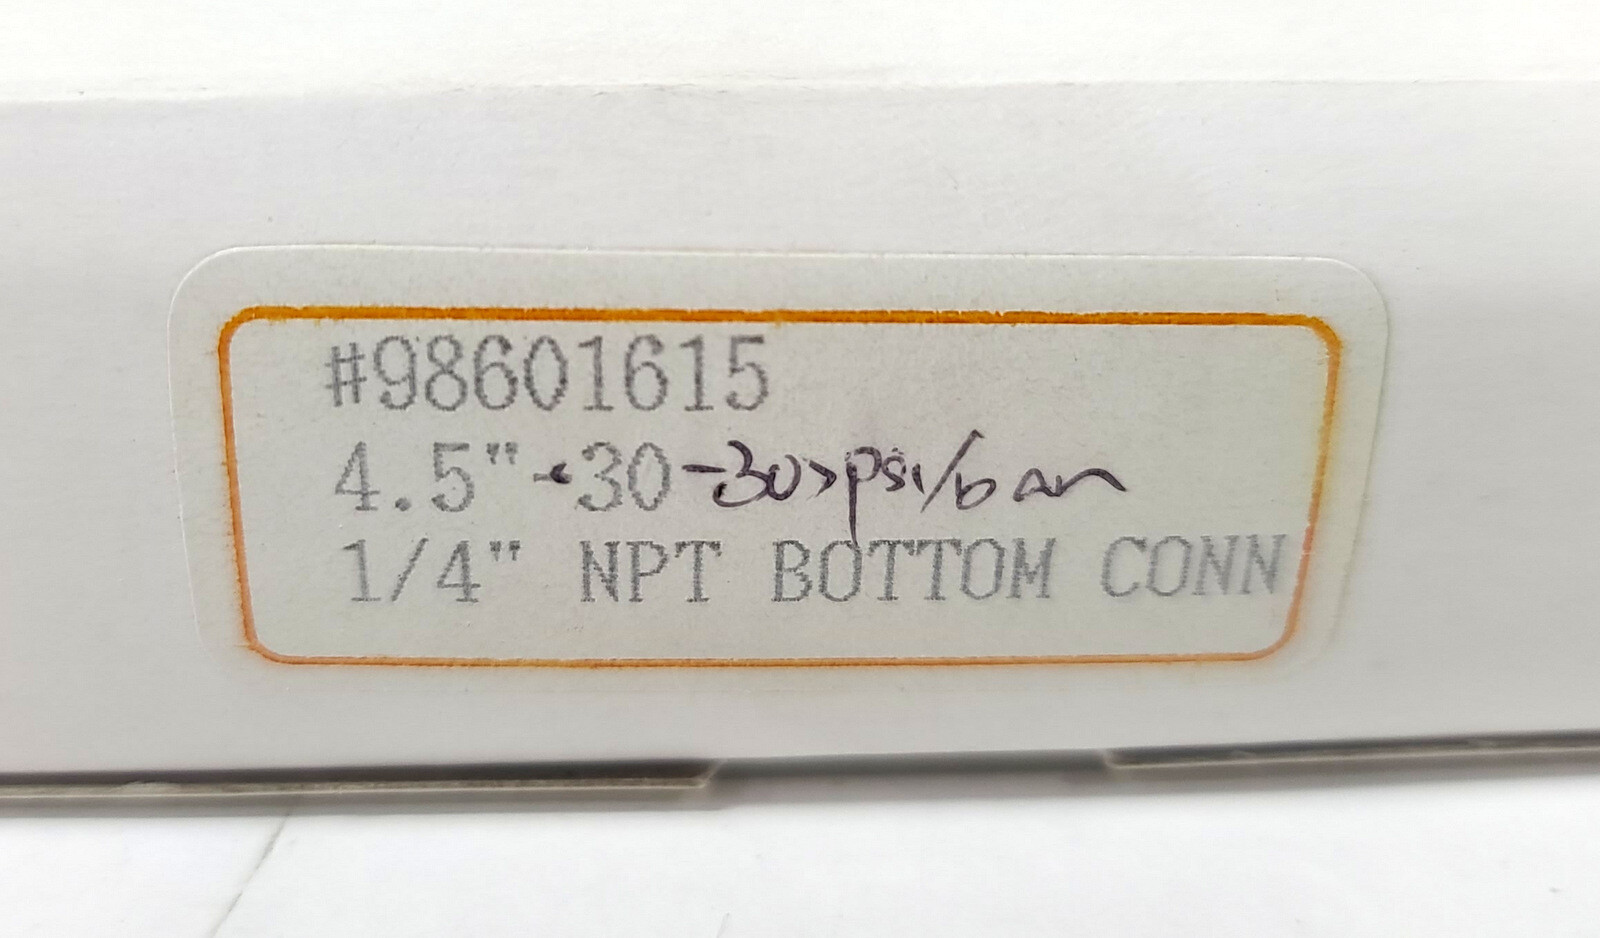 #98601615
4.5"-<30-30>psi/bar
1/4" NPT BOTTOM CONN